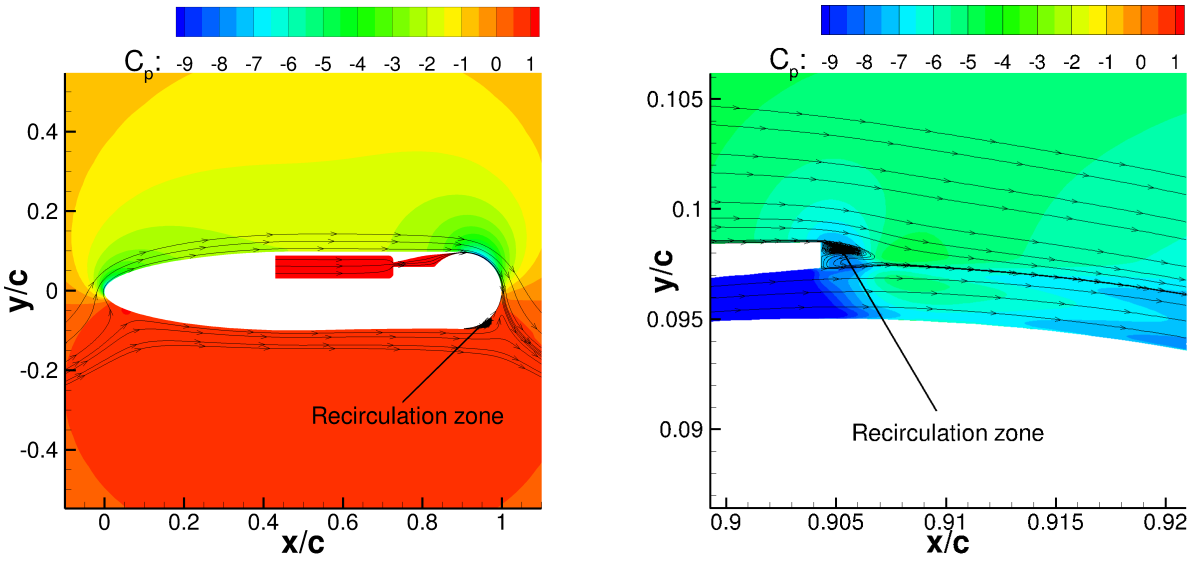 Cp: -9 -8 -7 -6 -5 -4 -3 -2 -1 0 1
y/c
0.4
0.2
0
-0.2
-0.4
Recirculation zone
0 0.2 0.4 0.6 0.8 1
x/c
Cp: -9 -8 -7 -6 -5 -4 -3 -2 -1 0 1
y/c
0.105
0.1
0.095
0.09
Recirculation zone
0.9 0.905 0.91 0.915 0.92
x/c